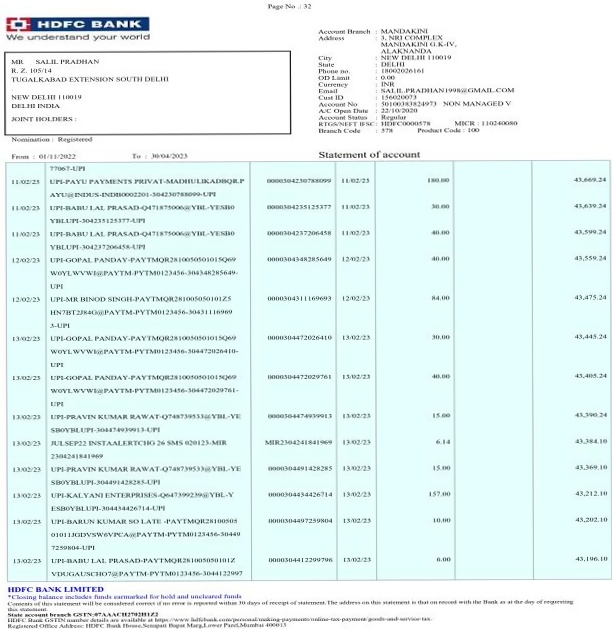 Page No .: 32
HDFC BANK
We understand your world
MR SALIL PRADHAN
R. Z. 105/14
TUGALKABAD EXTENSION SOUTH DELHI
NEW DELHI 110019
DELHI INDIA
JOINT HOLDERS :
Nomination : Registered
Account Branch : MANDAKINI
Address : 3, NRI COMPLEX
MANDAKINI G.K-IV,
ALAKNANDA
City : NEW DELHI 110019
State : DELHI
Phone no. : 18002026161
OD Limit : 0.00
Currency : INR
Email : SALIL.PRADHAN1998@GMAIL.COM
Cust ID : 156020073
Account No : 50100383824973 NON MANAGED V
A/C Open Date : 22/10/2020
Account Status : Regular
RTGS/NEFT IFSC: HDFC0000578 MICR : 110240080
Branch Code : 578 Product Code : 100
From : 01/11/2022 To : 30/04/2023 Statement of account
77067-UPI
11/02/23 UPI-PAYU PAYMENTS PRIVAT-MADHULIKADBQR.P 0000304230788099 11/02/23 180.00 43,669.24
AYU@INDUS-INDB0002201-304230788099-UPI
11/02/23 UPI-BABU LAL PRASAD-Q471875006@YBL-YESB0 0000304235125377 11/02/23 30.00 43,639.24
YBLUPI-304235125377-UPI
11/02/23 UPI-BABU LAL PRASAD-Q471875006@YBL-YESB0 0000304237206458 11/02/23 40.00 43,599.24
YBLUPI-304237206458-UPI
12/02/23 UPI-GOPAL PANDAY-PAYTMQR2810050501015Q69 0000304348285649 12/02/23 40.00 43,559.24
W0YLWVWI@PAYTM-PYTM0123456-304348285649-
UPI
12/02/23 UPI-MR BINOD SINGH-PAYTMQR281005050101Z5 0000304311169693 12/02/23 84.00 43,475.24
HN7BT2J84G@PAYTM-PYTM0123456-30431116969
3-UPI
13/02/23 UPI-GOPAL PANDAY-PAYTMQR2810050501015Q69 0000304472026410 13/02/23 30.00 43,445.24
W0YLWVWI@PAYTM-PYTM0123456-304472026410-
UPI
13/02/23 UPI-GOPAL PANDAY-PAYTMQR2810050501015Q69 0000304472029761 13/02/23 40.00 43,405.24
W0YLWVWI@PAYTM-PYTM0123456-304472029761-
UPI
13/02/23 UPI-PRAVIN KUMAR RAWAT-Q748739533@YBL-YE 0000304474939913 13/02/23 15.00 43,390.24
SB0YBLUPI-304474939913-UPI
13/02/23 JULSEP22 INSTAALERTCHG 26 SMS 020123-MIR MIR2304241841969 13/02/23 6.14 43,384.10
2304241841969
13/02/23 UPI-PRAVIN KUMAR RAWAT-Q748739533@YBL-YE 0000304491428285 13/02/23 15.00 43,369.10
SB0YBLUPI-304491428285-UPI
13/02/23 UPI-KALYANI ENTERPRISES-Q647399239@YBL-Y 0000304434426714 13/02/23 157.00 43,212.10
ESB0YBLUPI-304434426714-UPI
13/02/23 UPI-BARUN KUMAR SO LATE -PAYTMQR28100505 0000304497259804 13/02/23 10.00 43,202.10
01011JGDVSW6VPCA@PAYTM-PYTM0123456-30449
7259804-UPI
13/02/23 UPI-BABU LAL PRASAD-PAYTMQR281005050101Z 0000304412299796 13/02/23 6.00 43,196.10
VDUGAUSCHO7@PAYTM-PYTM0123456-3044122997
HDFC BANK LIMITED
*Closing balance includes funds earmarked for hold and uncleared funds
Contents of this statement will be considered correct if no error is reported within 30 days of receipt of statement.The address on this statement is that on record with the Bank as at the day of requesting
this statement.
State account branch GSTN:07AAACH2702H1Z2
HDFC Bank GSTIN number details are available at https://www.hdfcbank.com/personal/making-payments/online-tax-payment/goods-and-service-tax.
Registered Office Address: HDFC Bank House,Senapati Bapat Marg,Lower Parel,Mumbai 400013